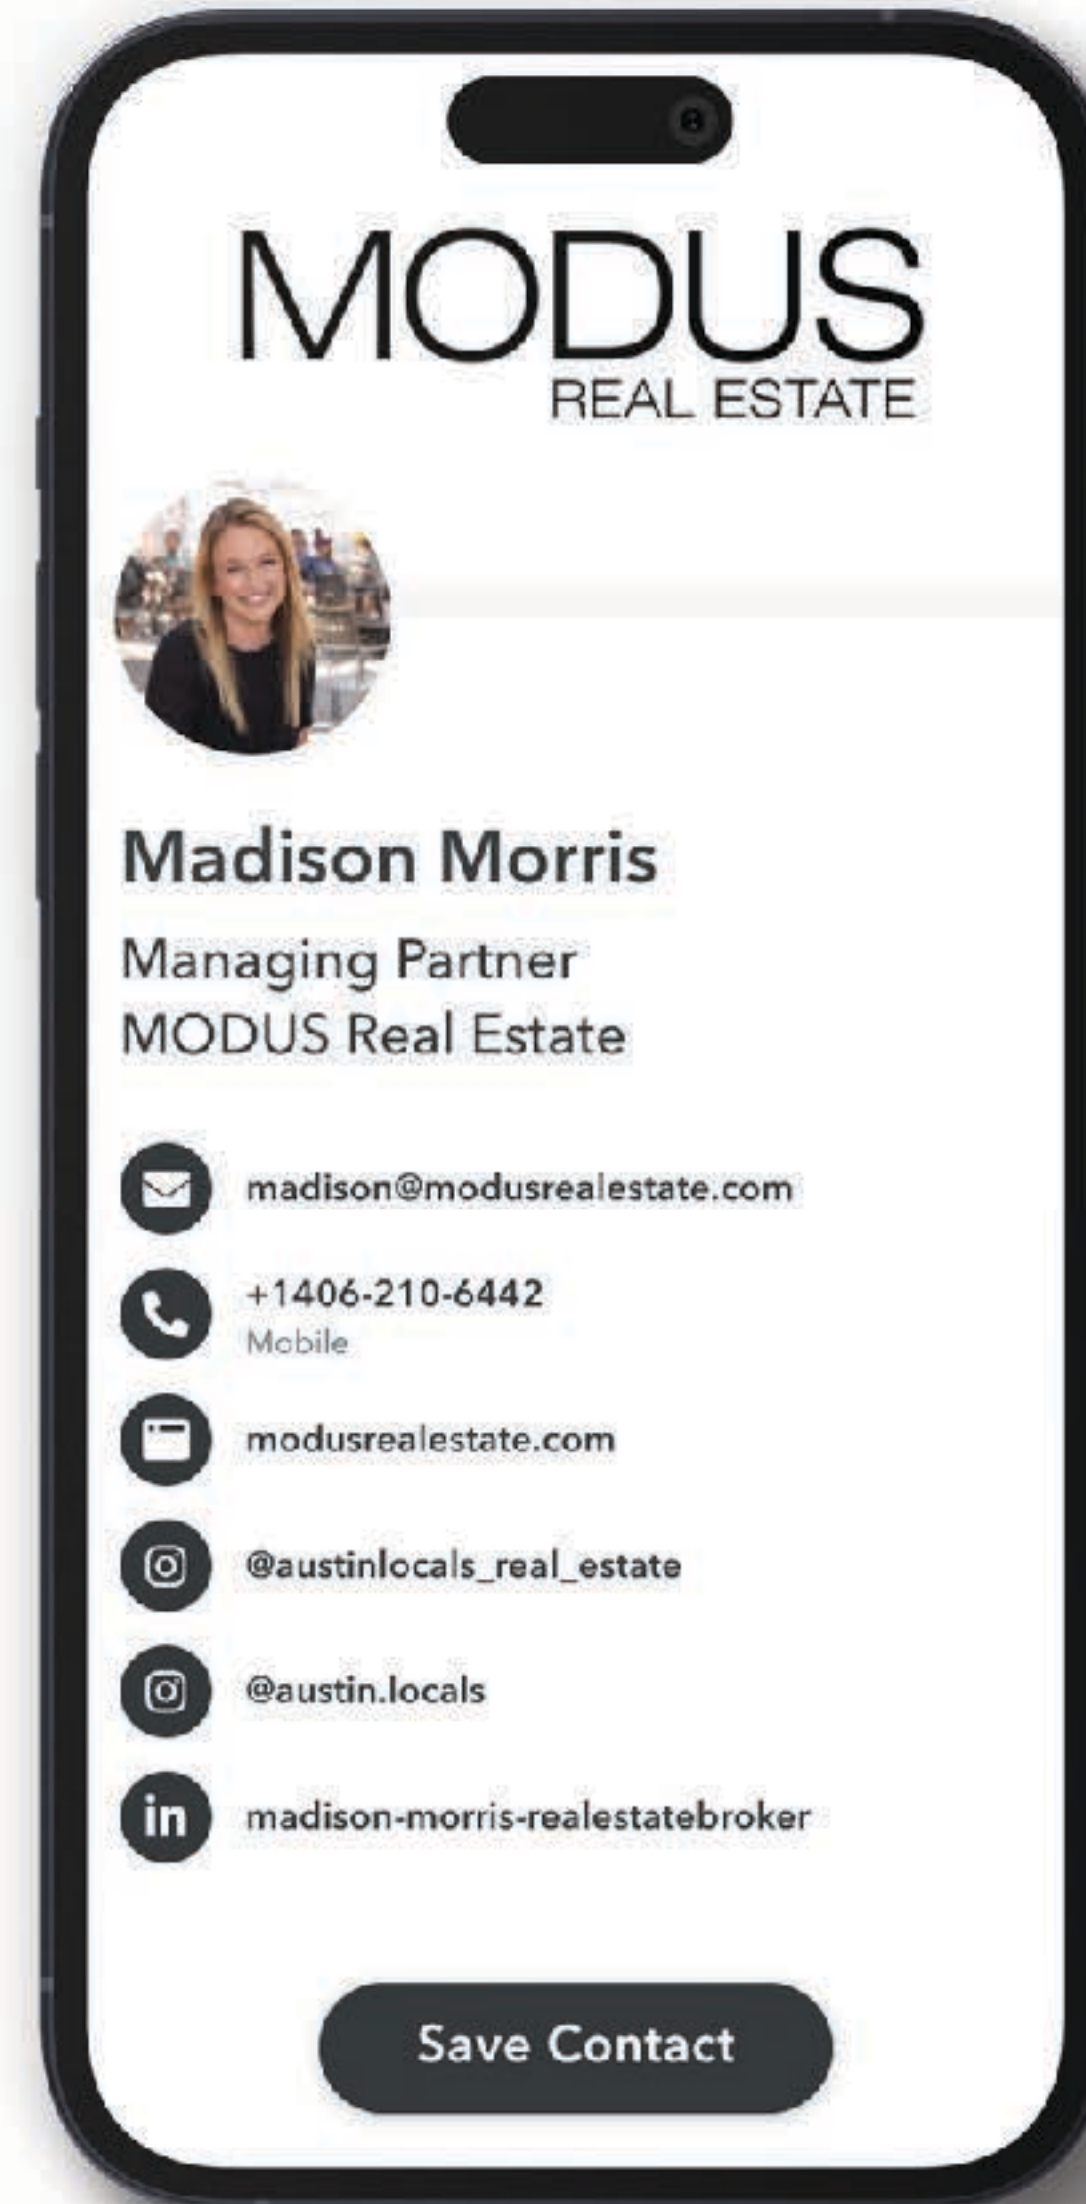 MODUS
REAL ESTATE
Madison Morris
Managing Partner
MODUS Real Estate
madison@modusrealestate.com
+1406-210-6442
Mobile
modusrealestate.com
@austinlocals_real_estate
@austin.locals
in
madison-morris-realestatebroker
Save Contact